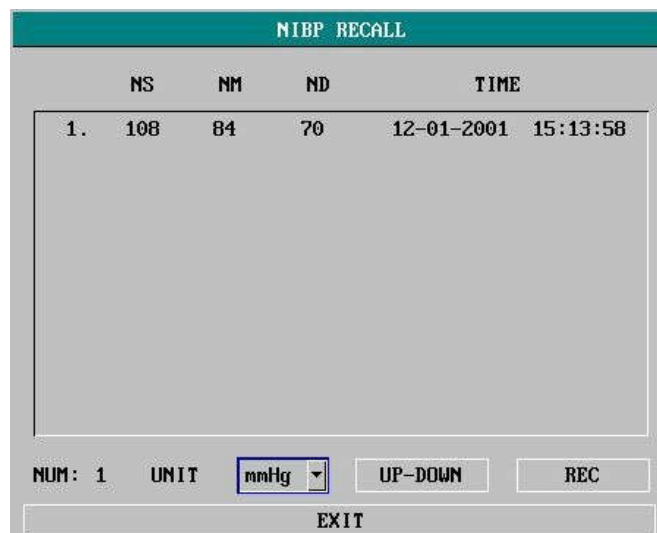 NIBP RECALL
NS NM ND TIME
1. 108 84 70 12-01-2001 15:13:58
NUM: 1 UNIT mmHg UP-DOWN REC
EXIT